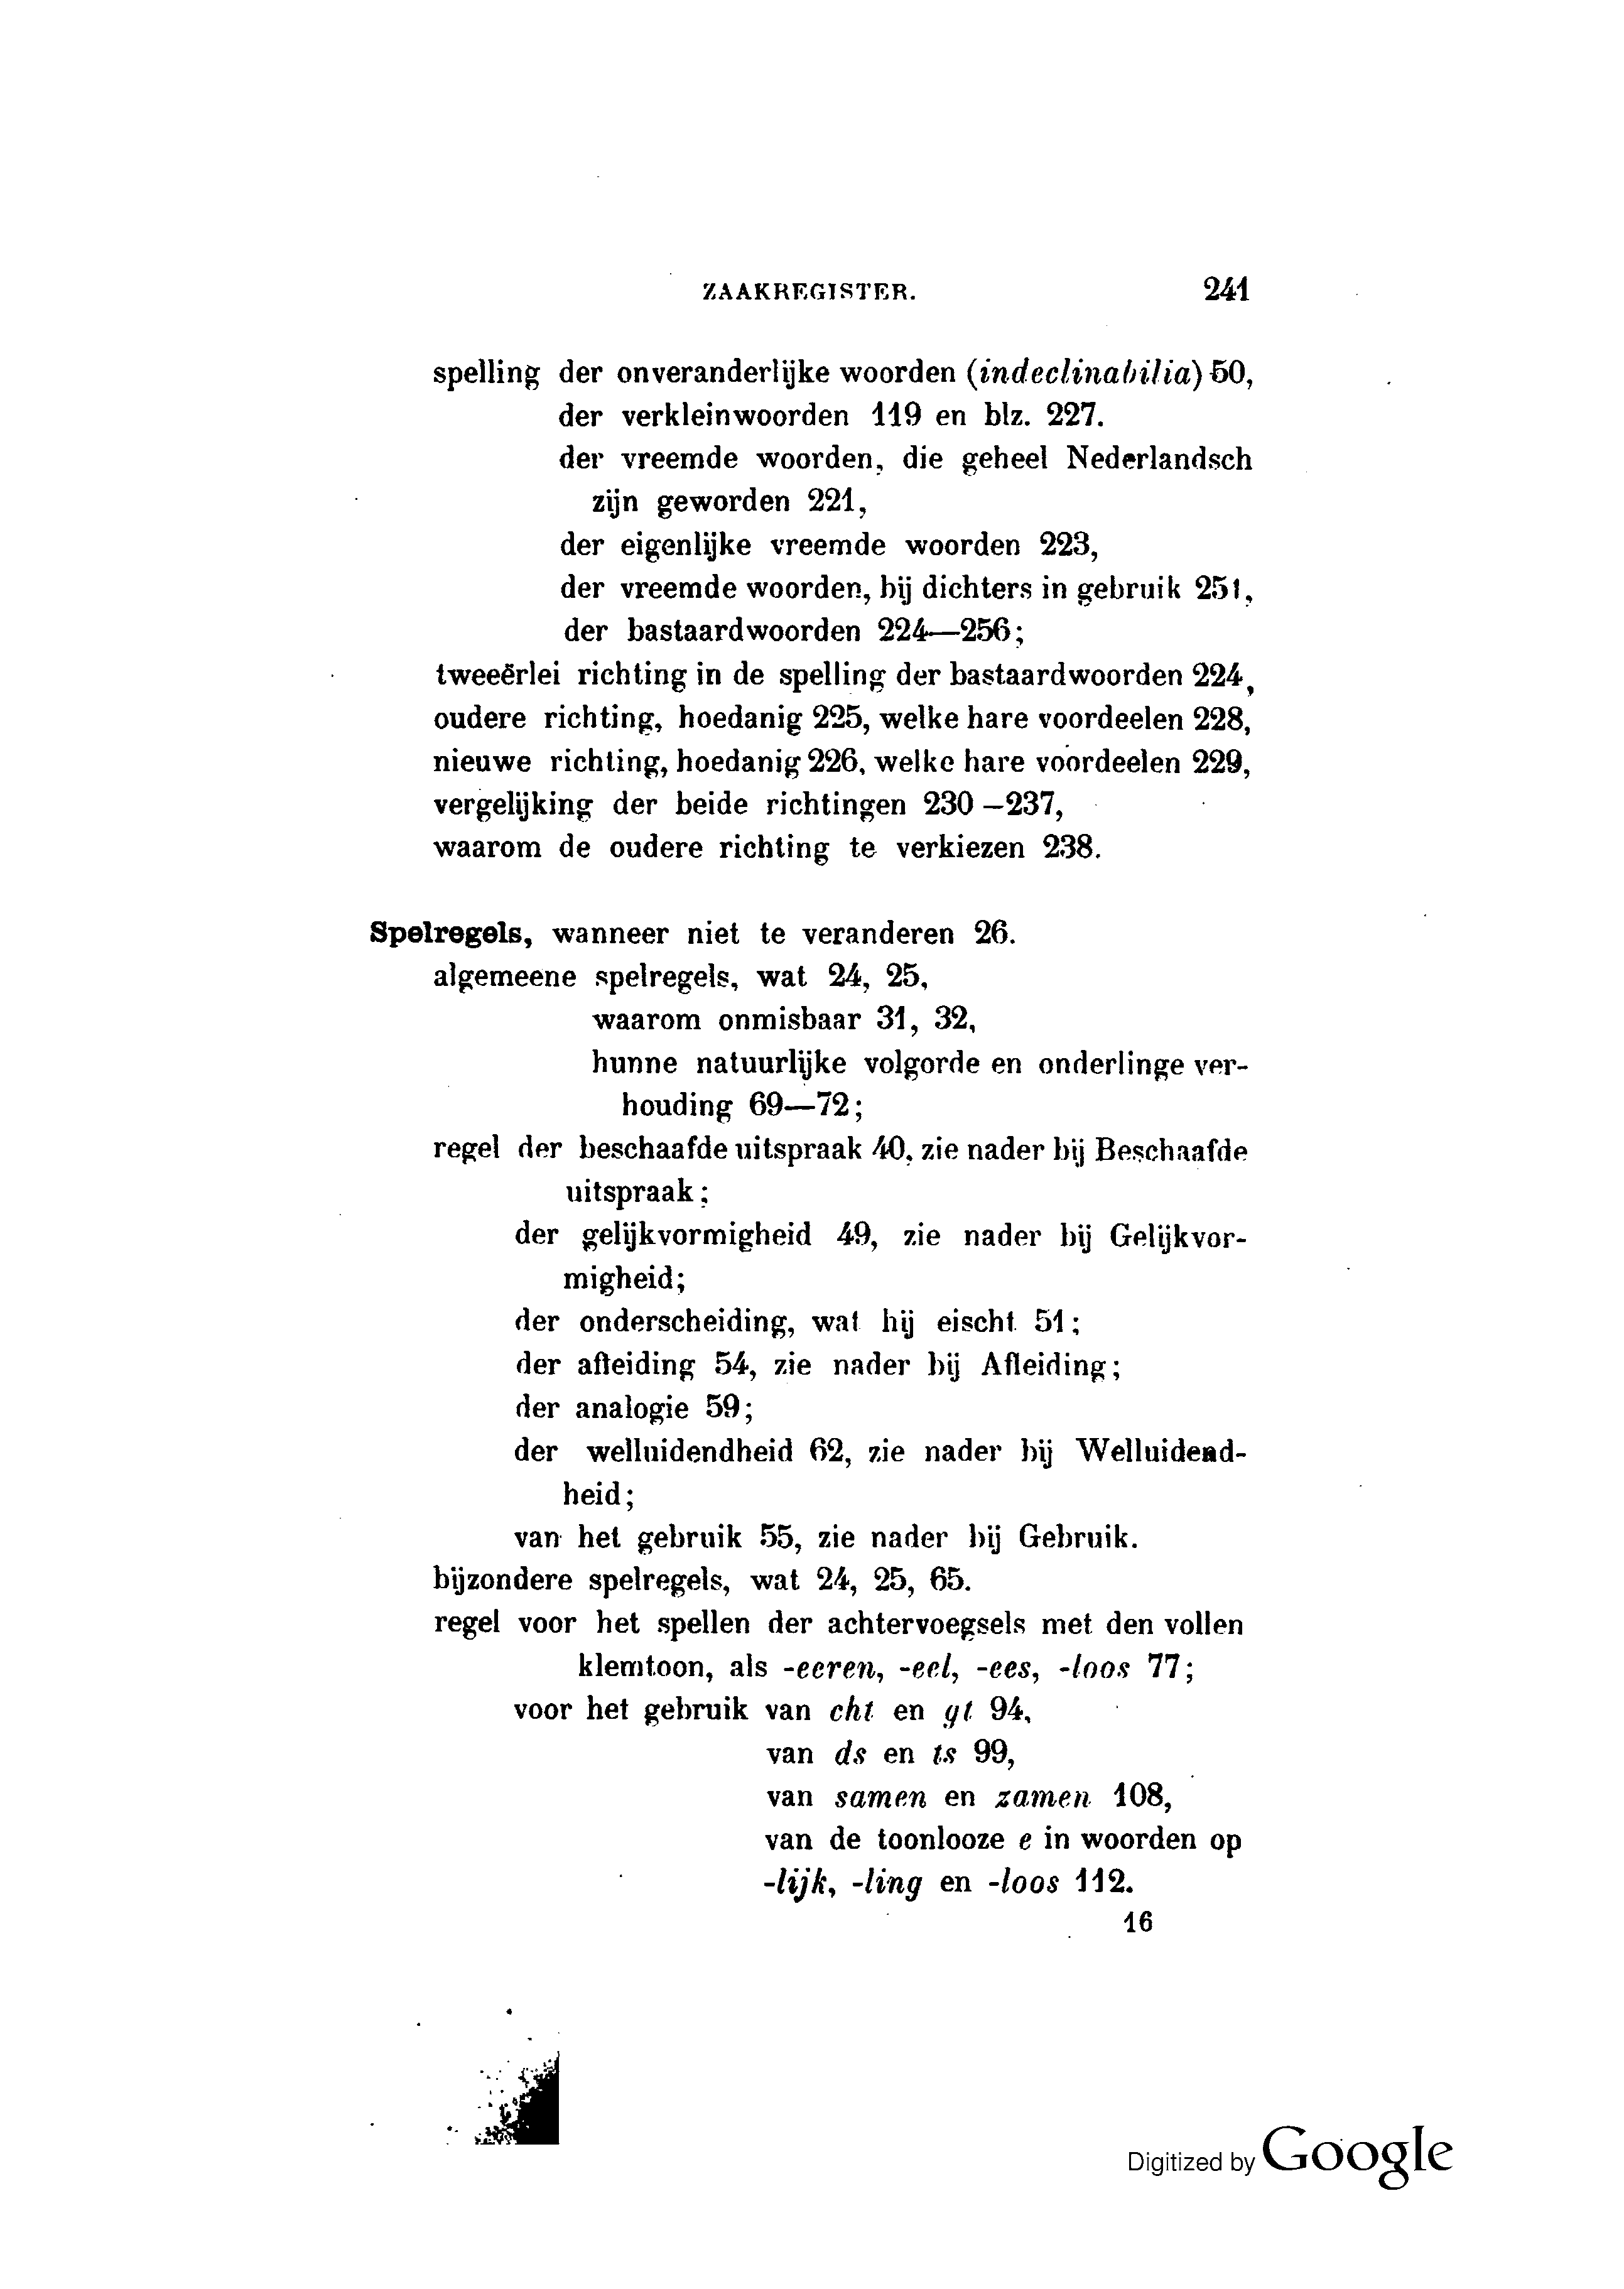 ZAAKREGISTER. 241
spelling der onveranderlijke woorden (indeclinabilia) 50,
der verkleinwoorden 119 en blz. 227.
der vreemde woorden, die geheel Nederlandsch
zijn geworden 221,
der eigenlijke vreemde woorden 223,
der vreemde woorden, bij dichters in gebruik 251,
der bastaardwoorden 224—256;
tweeërlei richting in de spelling der bastaardwoorden 224,
oudere richting, hoedanig 225, welke hare voordeelen 228,
nieuwe richting, hoedanig 226, welke hare voordeelen 229,
vergelijking der beide richtingen 230—237,
waarom de oudere richting te verkiezen 238.
Spelregels, wanneer niet te veranderen 26.
algemeene spelregels, wat 24, 25,
waarom onmisbaar 31, 32,
hunne natuurlijke volgorde en onderlinge ver-
houding 69—72;
regel der beschaafde uitspraak 40, zie nader bij Beschaafde
uitspraak;
der gelijkvormigheid 49, zie nader bij Gelijkvor-
migheid;
der onderscheiding, wat hij eischt 51;
der afleiding 54, zie nader bij Afleiding;
der analogie 59;
der welluidendheid 62, zie nader bij Welluidend-
heid;
van het gebruik 55, zie nader bij Gebruik.
bijzondere spelregels, wat 24, 25, 65.
regel voor het spellen der achtervoegsels met den vollen
klemtoon, als -eeren, -eel, -ees, -loos 77;
voor het gebruik van cht en gt 94,
van ds en ts 99,
van samen en zamen 108,
van de toonlooze e in woorden op
-lijk, -ling en -loos 112.
16
Digitized by Google